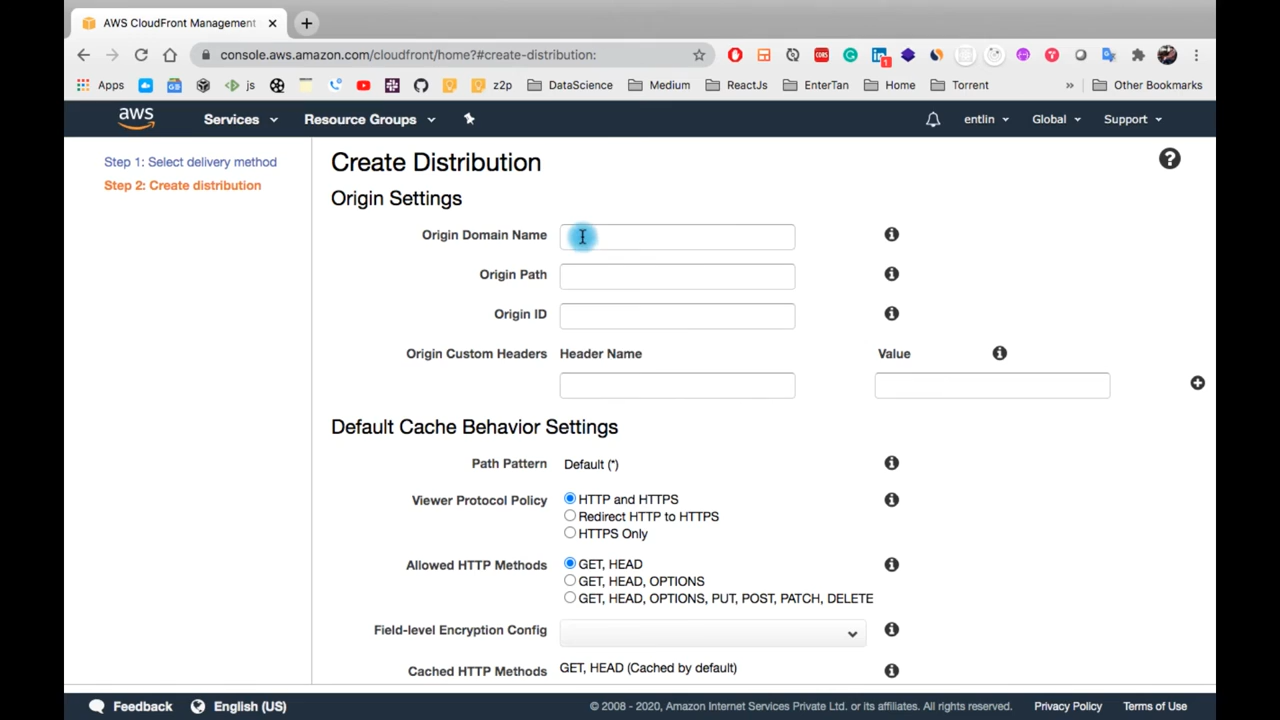 AWS CloudFront Management
console.aws.amazon.com/cloudfront/home?#create-distribution:
CORS
1
Apps
js
z2p
DataScience
Medium
ReactJs
EnterTan
Home
Torrent
»
Other Bookmarks
aws
Services
Resource Groups
entlin
Global
Support
Step 1: Select delivery method
Step 2: Create distribution
Create Distribution
Origin Settings
Origin Domain Name
Origin Path
Origin ID
Origin Custom Headers
Header Name
Value
Default Cache Behavior Settings
Path Pattern
Default (*)
Viewer Protocol Policy
HTTP and HTTPS
Redirect HTTP to HTTPS
HTTPS Only
Allowed HTTP Methods
GET, HEAD
GET, HEAD, OPTIONS
GET, HEAD, OPTIONS, PUT, POST, PATCH, DELETE
Field-level Encryption Config
Cached HTTP Methods
GET, HEAD (Cached by default)
Feedback
English (US)
© 2008 - 2020, Amazon Internet Services Private Ltd. or its affiliates. All rights reserved.
Privacy Policy
Terms of Use